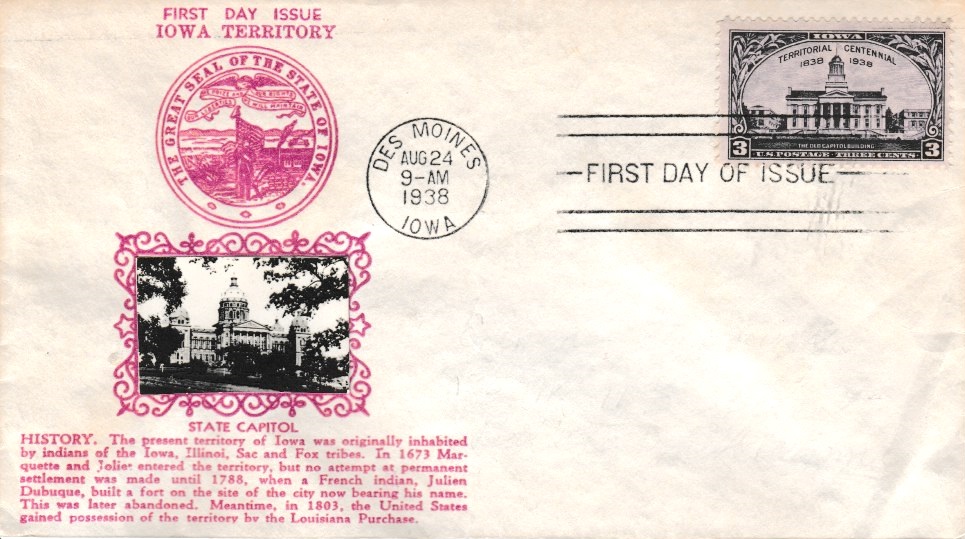 FIRST DAY ISSUE
IOWA TERRITORY
THE GREAT SEAL OF THE STATE OF IOWA.
DES MOINES
AUG 24
9-AM
1938
IOWA
FIRST DAY OF ISSUE
IOWA
TERRITORIAL CENTENNIAL
1838 1938
THE OLD CAPITOL BUILDING
3 U.S. POSTAGE THREE CENTS 3
STATE CAPITOL
HISTORY. The present territory of Iowa was originally inhabited
by indians of the Iowa, Illinoi, Sac and Fox tribes. In 1673 Mar-
quette and Jolie entered the territory, but no attempt at permanent
settlement was made until 1788, when a French indian, Julien
Dubuque, built a fort on the site of the city now bearing his name.
This was later abandoned. Meantime, in 1803, the United States
gained possession of the territory by the Louisiana Purchase.